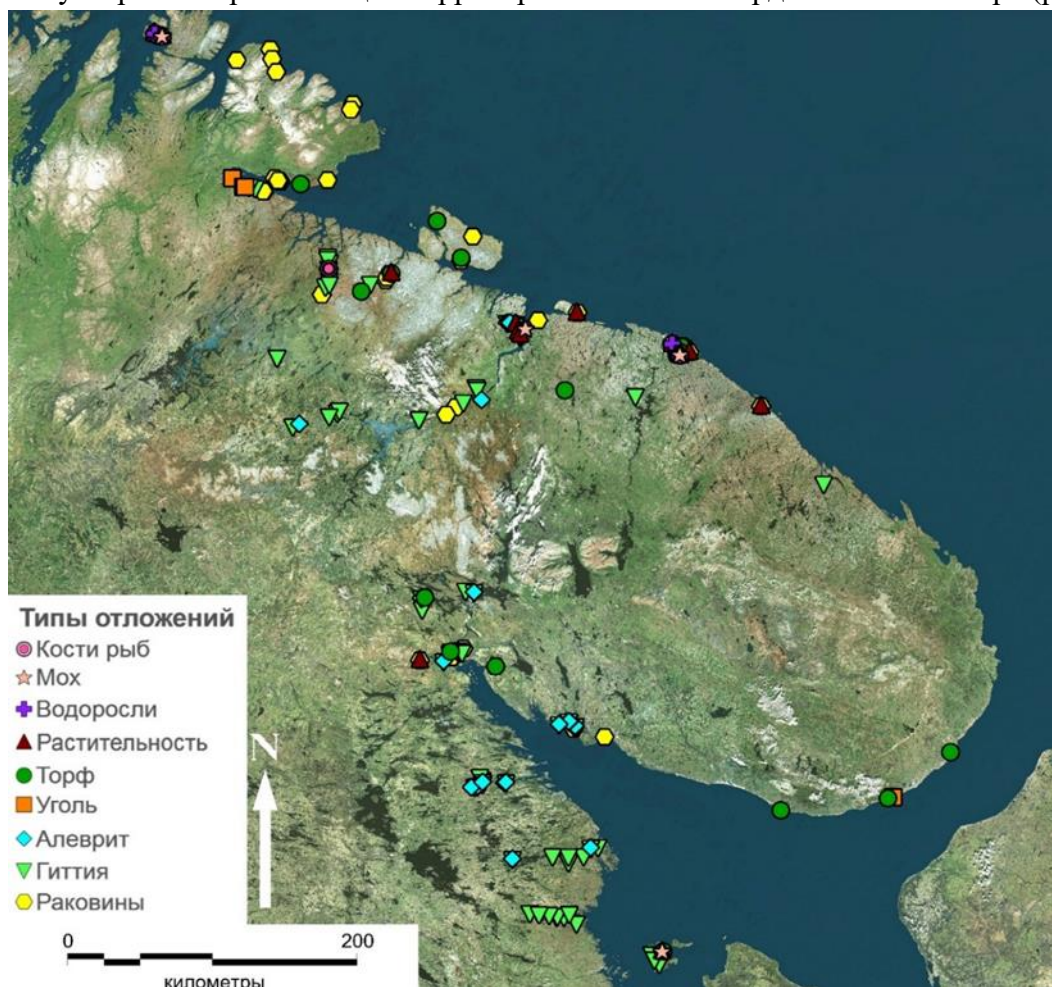 Типы отложений
Кости рыб
Мох
Водоросли
Растительность
Торф
Уголь
Алеврит
Гиттия
Раковины
N
0 200
километры